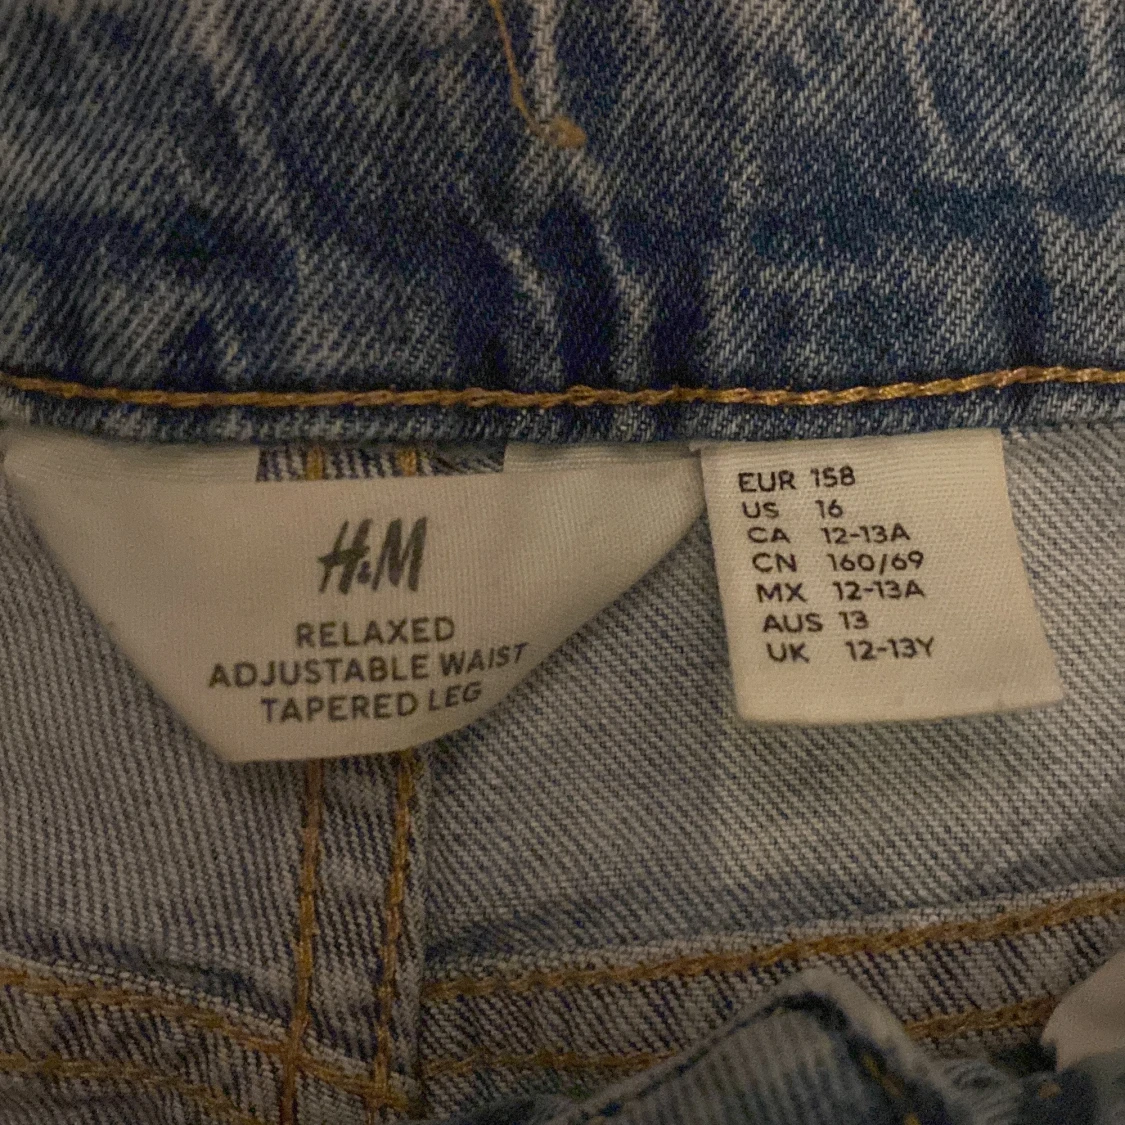 H&M
RELAXED
ADJUSTABLE WAIST
TAPERED LEG
EUR 158
US 16
CA 12-13A
CN 160/69
MX 12-13A
AUS 13
UK 12-13Y